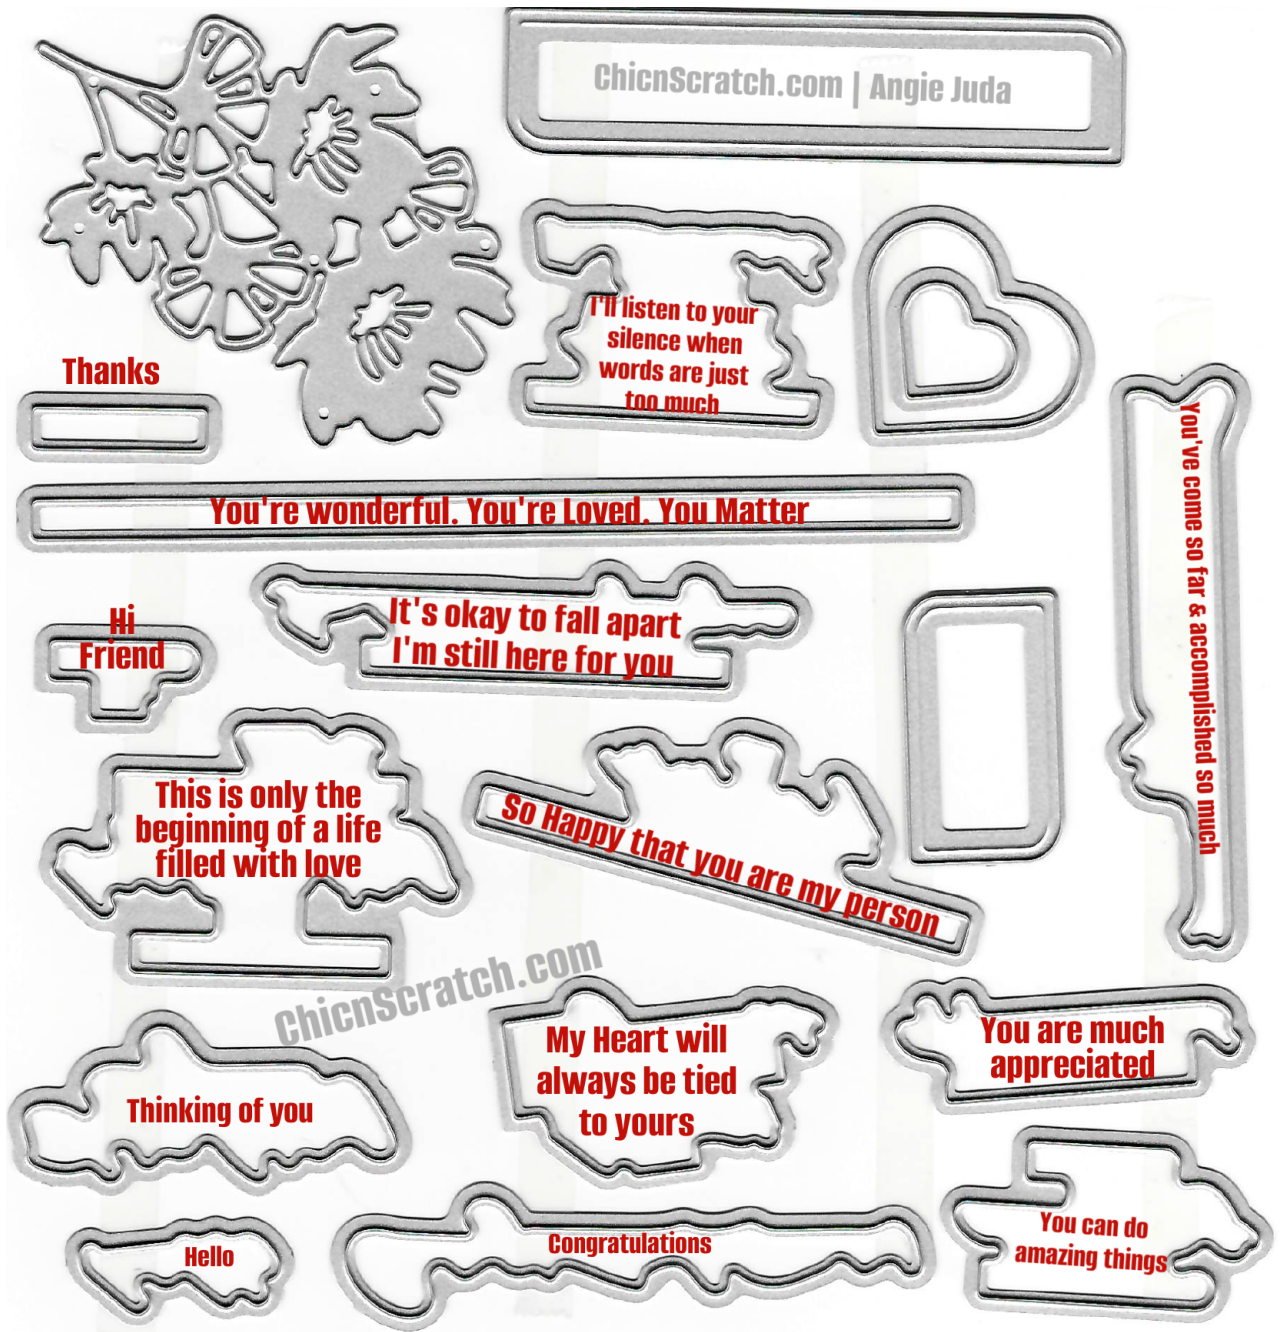 ChicnScratch.com | Angie Juda
I'll listen to your
silence when
words are just
too much
Thanks
You've come so far & accomplished so much
You're wonderful. You're Loved. You Matter
It's okay to fall apart
I'm still here for you
Hi
Friend
This is only the
beginning of a life
filled with love
So Happy that you are my person
ChicnScratch.com
My Heart will
always be tied
to yours
You are much
appreciated
Thinking of you
You can do
amazing things
Hello
Congratulations